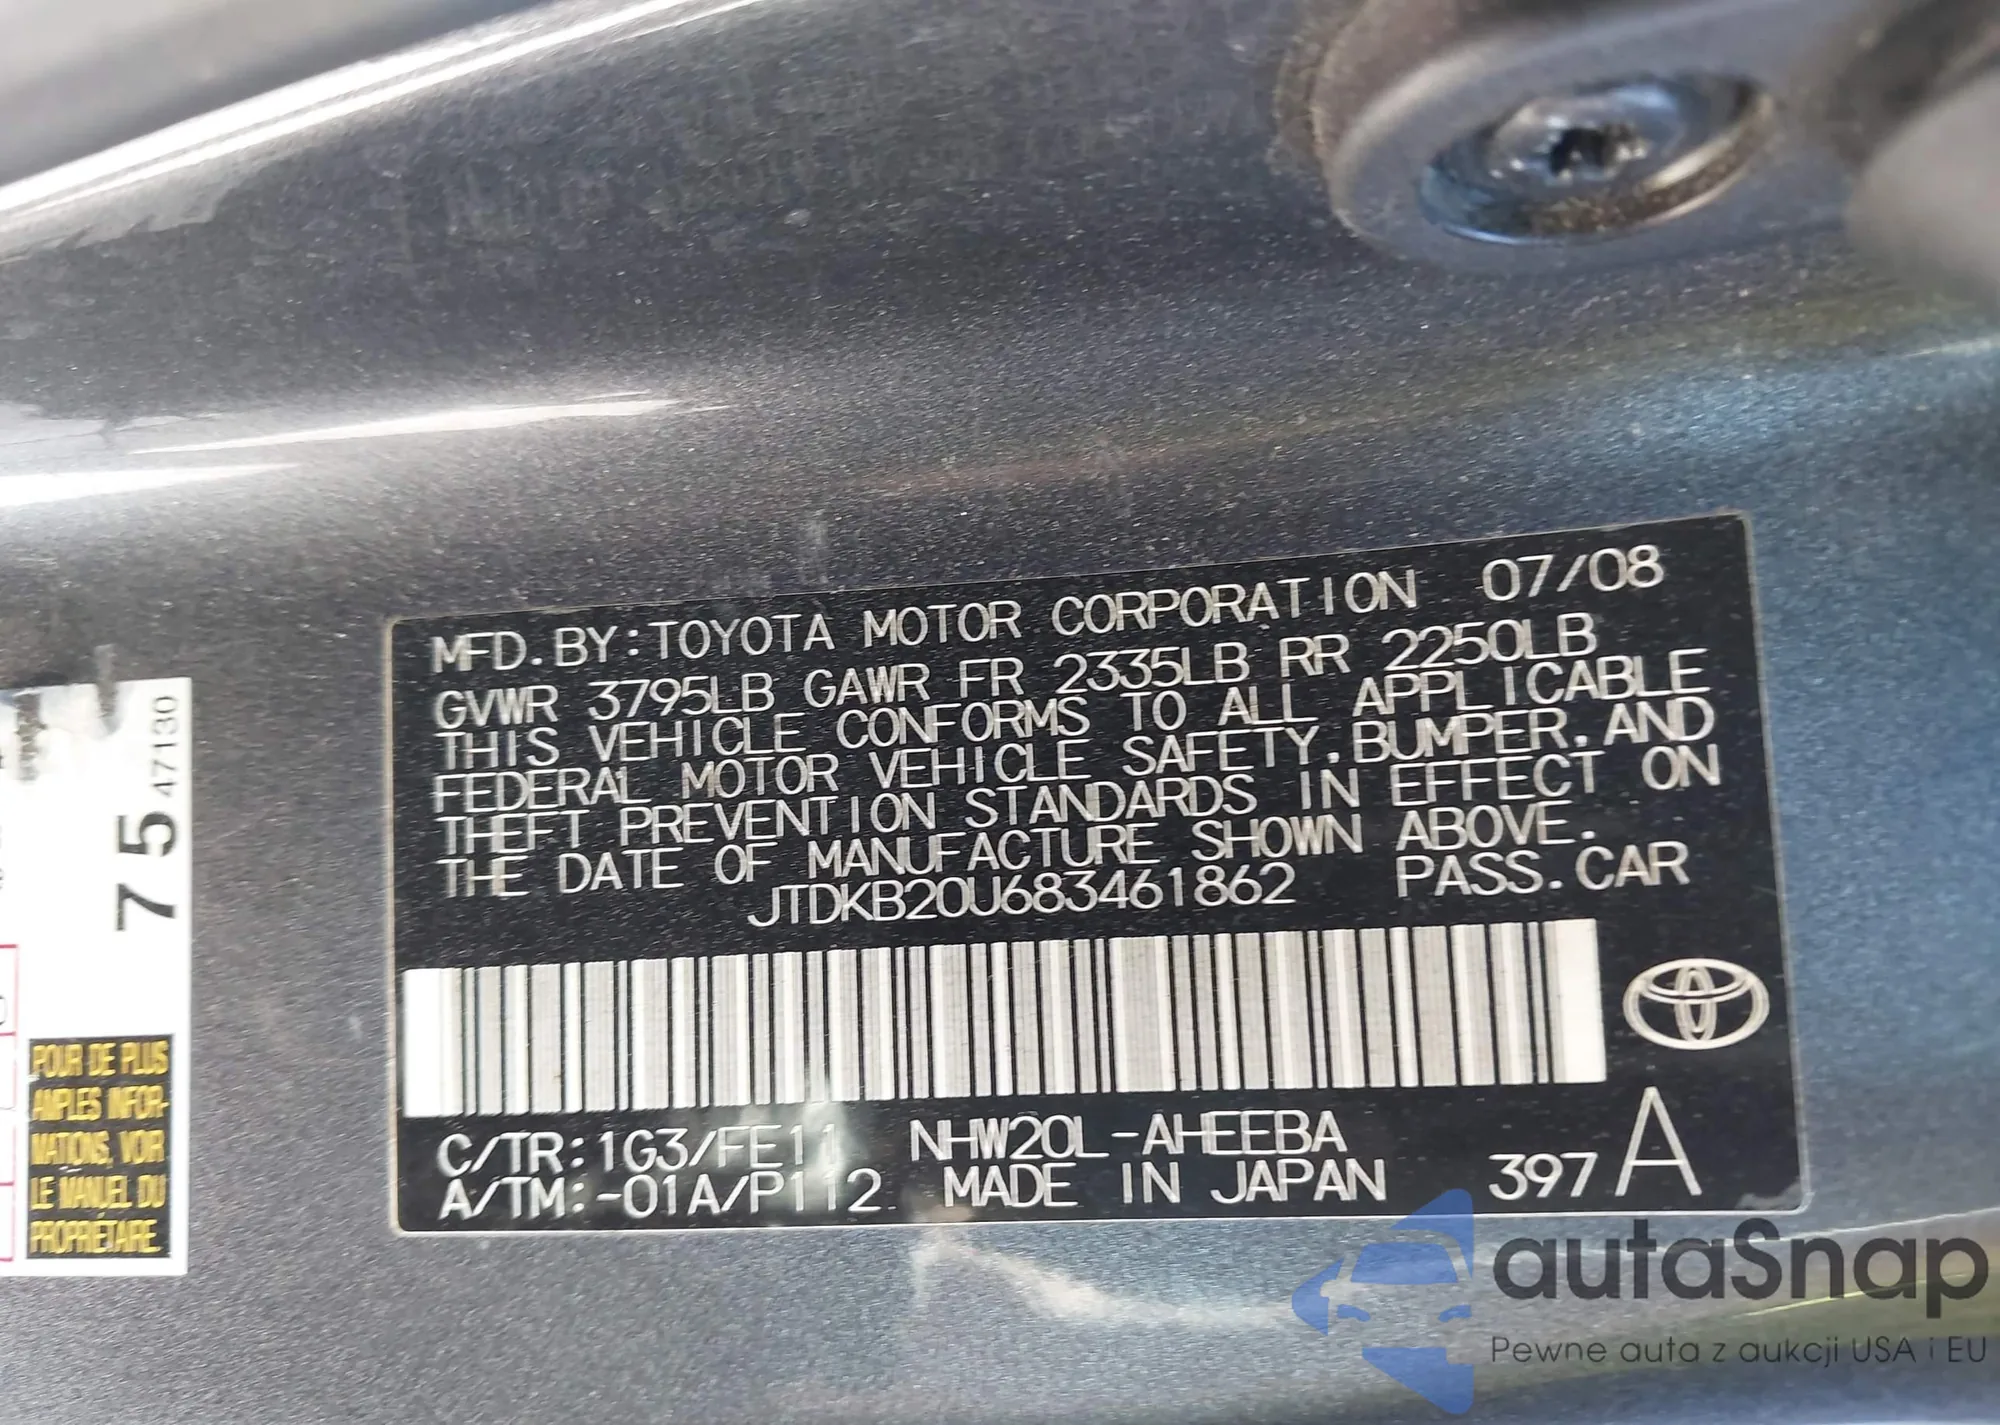 MFD.BY:TOYOTA MOTOR CORPORATION 07/08
GVWR 3795LB GAWR FR 2335LB RR 2250LB
THIS VEHICLE CONFORMS TO ALL APPLICABLE
FEDERAL MOTOR VEHICLE SAFETY,BUMPER,AND
THEFT PREVENTION STANDARDS IN EFFECT ON
THE DATE OF MANUFACTURE SHOWN ABOVE.
JTDKB20U683461862 PASS.CAR
C/TR:1G3/FE11 NHW20L-AHEEBA
A/TM:-01A/P112 MADE IN JAPAN 397 A
75 47130
POUR DE PLUS
AMPLES INFOR-
MATIONS, VOIR
LE MANUEL DU
PROPRIÉTAIRE.
autaSnap
Pewne auta z aukcji USA i EU